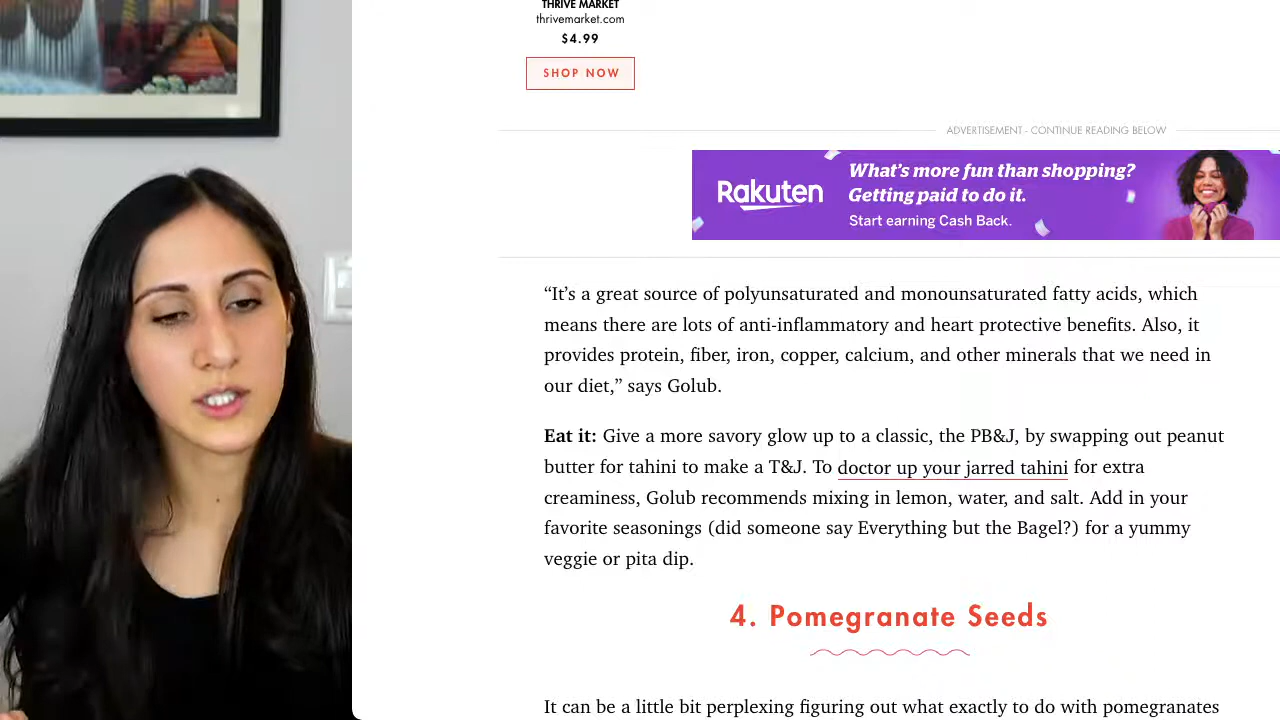 THRIVE MARKET
thrivemarket.com
$4.99
SHOP NOW
ADVERTISEMENT - CONTINUE READING BELOW
Rakuten
What's more fun than shopping?
Getting paid to do it.
Start earning Cash Back.
“It’s a great source of polyunsaturated and monounsaturated fatty acids, which
means there are lots of anti-inflammatory and heart protective benefits. Also, it
provides protein, fiber, iron, copper, calcium, and other minerals that we need in
our diet,” says Golub.
Eat it: Give a more savory glow up to a classic, the PB&J, by swapping out peanut
butter for tahini to make a T&J. To doctor up your jarred tahini for extra
creaminess, Golub recommends mixing in lemon, water, and salt. Add in your
favorite seasonings (did someone say Everything but the Bagel?) for a yummy
veggie or pita dip.
4. Pomegranate Seeds
It can be a little bit perplexing figuring out what exactly to do with pomegranates